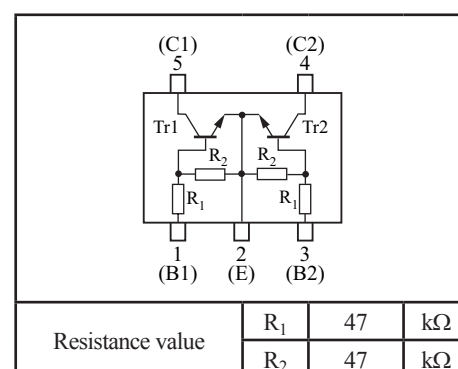 (C1) (C2)
5 4
Tr1 Tr2
R2 R2
R1 R1
1 2 3
(B1) (E) (B2)
Resistance value R1 47 kΩ
R2 47 kΩ